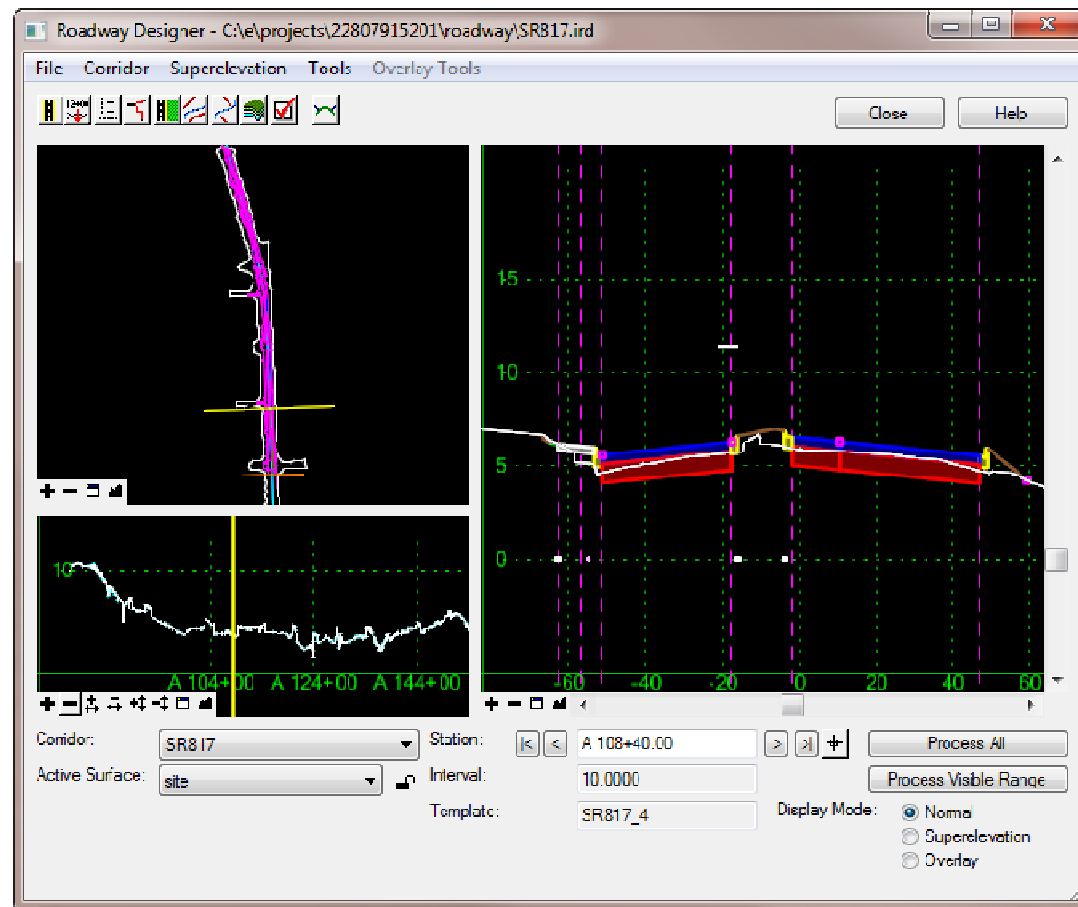 Roadway Designer - C:\e\projects\22807915201\roadway\SR817.ird
File Corridor Superelevation Tools Overlay Tools
Close Help
15
10
5
0
-60 -40 -20 0 20 40 60
10
A 104+00 A 124+00 A 144+00
Corridor: SR817 Station: A 108+40.00 Process All
Active Surface: site Interval: 10.0000 Process Visible Range
Template: SR817_4 Display Mode: Normal
Superelevation
Overlay